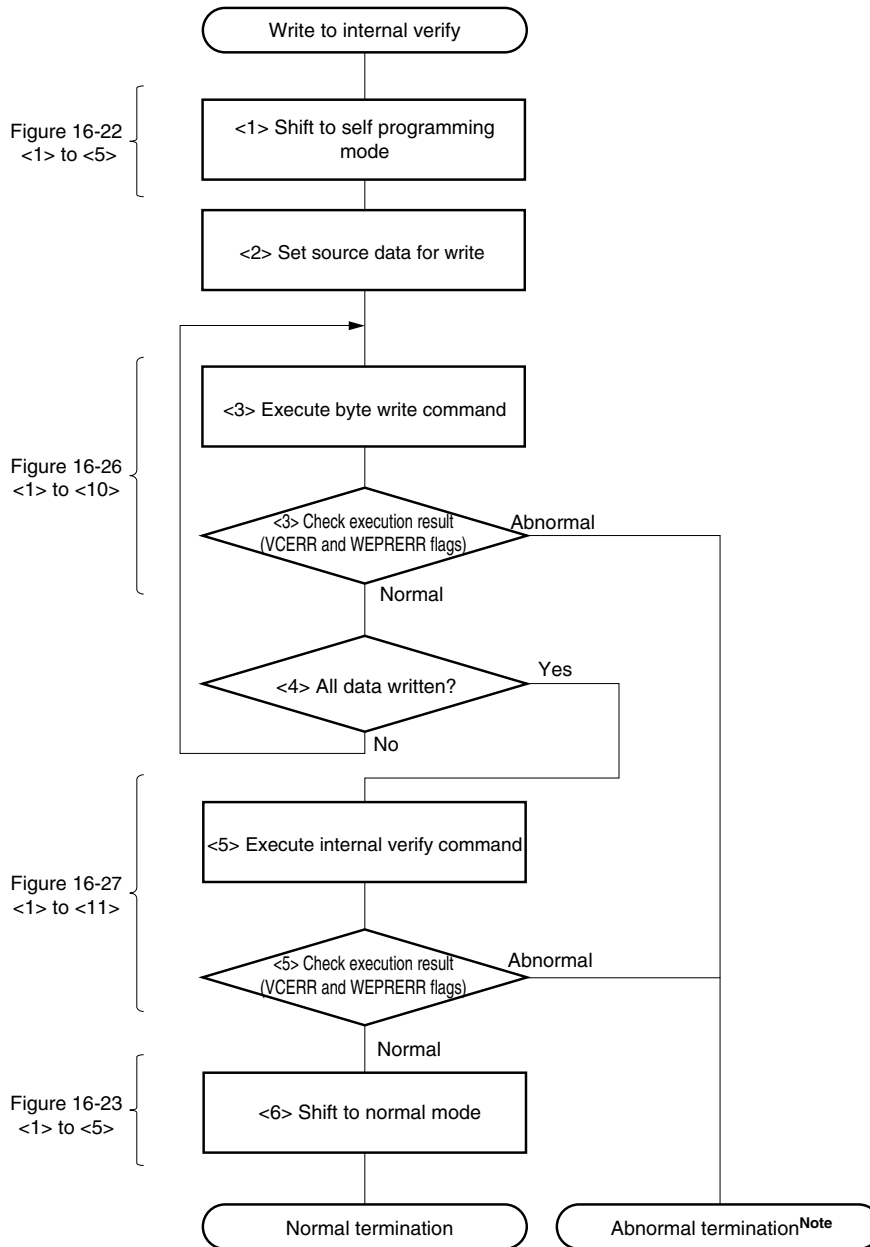 Write to internal verify
Figure 16-22
<1> to <5>
<1> Shift to self programming
mode
<2> Set source data for write
Figure 16-26
<1> to <10>
<3> Execute byte write command
<3> Check execution result
(VCERR and WEPRERR flags)
Abnormal
Normal
<4> All data written?
Yes
No
Figure 16-27
<1> to <11>
<5> Execute internal verify command
<5> Check execution result
(VCERR and WEPRERR flags)
Abnormal
Normal
Figure 16-23
<1> to <5>
<6> Shift to normal mode
Normal termination
Abnormal termination Note